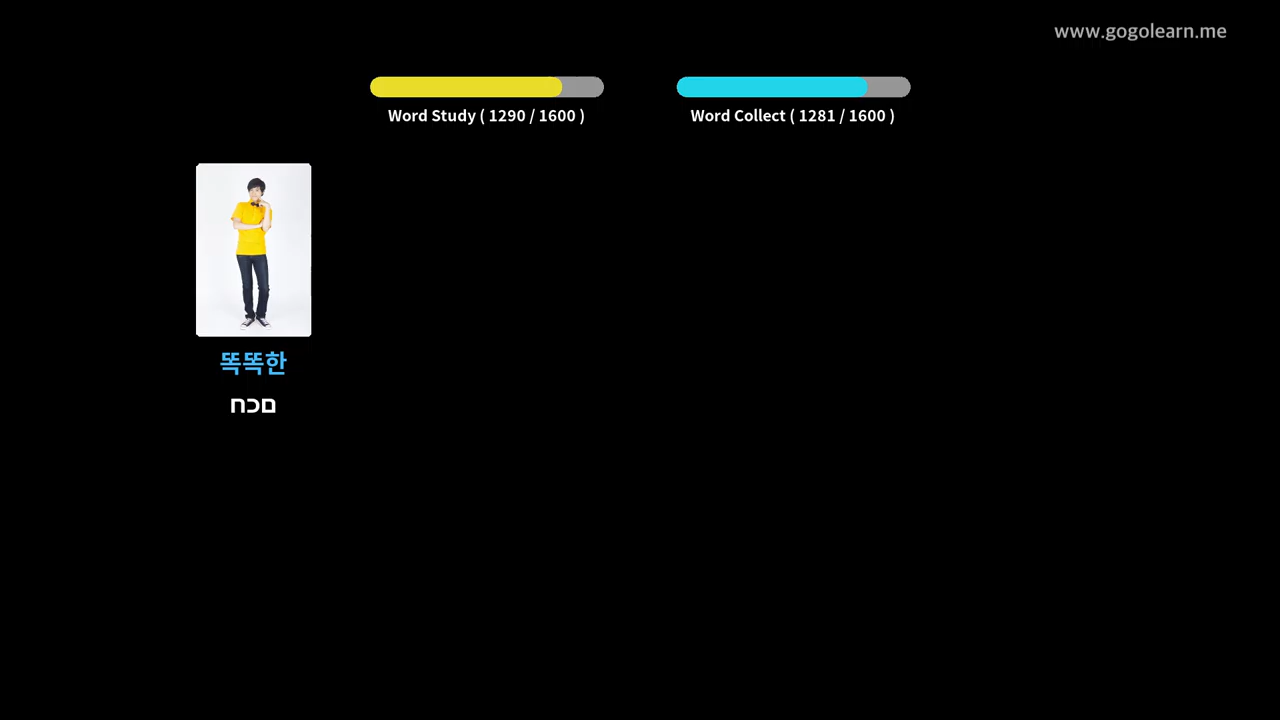 www.gogolearn.me
Word Study ( 1290 / 1600 )
Word Collect ( 1281 / 1600 )
똑똑한
חכם